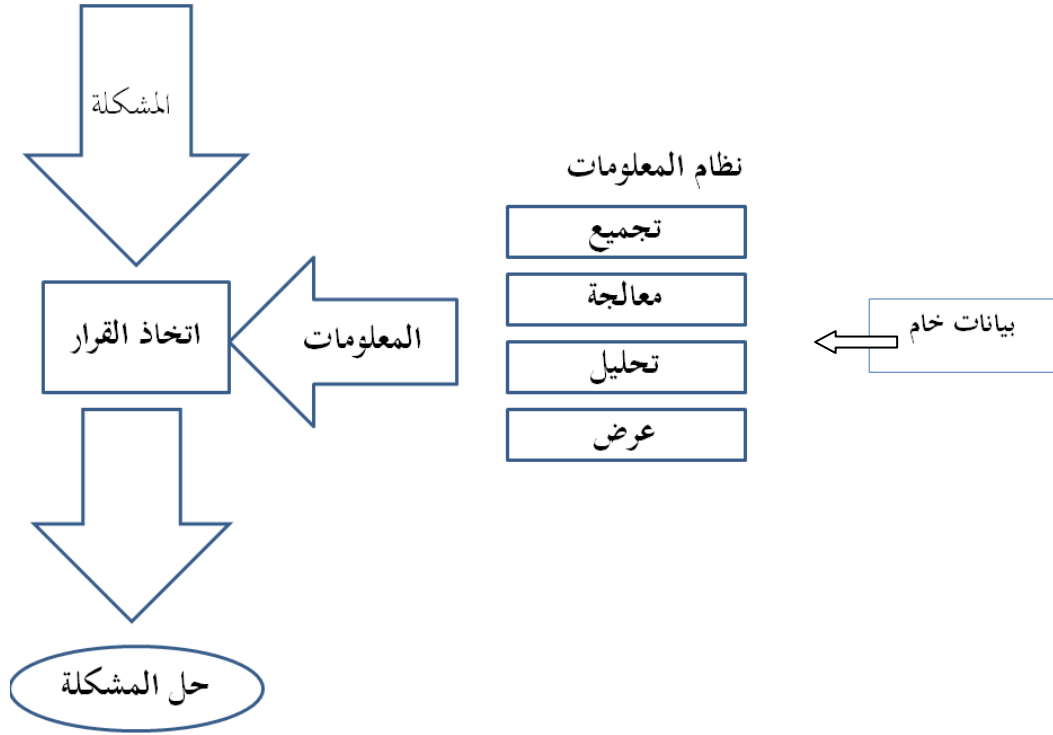 المشكلة
نظام المعلومات
تجميع
معالجة
بيانات خام
المعلومات
اتخاذ القرار
تحليل
عرض
حل المشكلة